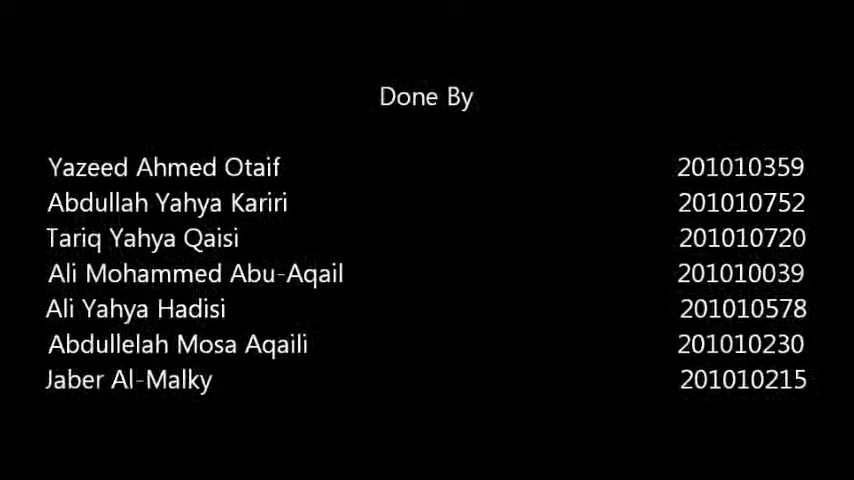 Done By
Yazeed Ahmed Otaif 201010359
Abdullah Yahya Kariri 201010752
Tariq Yahya Qaisi 201010720
Ali Mohammed Abu-Aqail 201010039
Ali Yahya Hadisi 201010578
Abdullelah Mosa Aqaili 201010230
Jaber Al-Malky 201010215